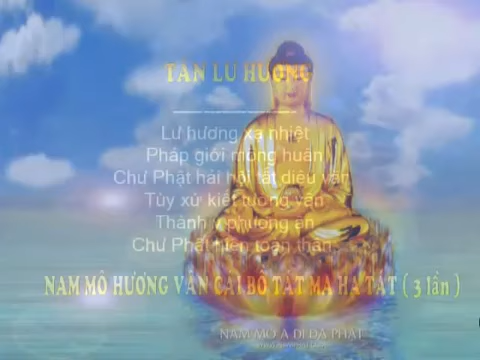 TÁN LƯ HƯƠNG
Lư hương xạ nhiệt
Pháp giới mông huân
Chư Phật hải hội tất diêu văn
Tùy xứ kiết tường vân
Thành ý phương ân
Chư Phật hiện toàn thân
NAM MÔ HƯƠNG VÂN CÁI BỒ TÁT MA HA TÁT ( 3 lần )
NAM MÔ A DI ĐÀ PHẬT